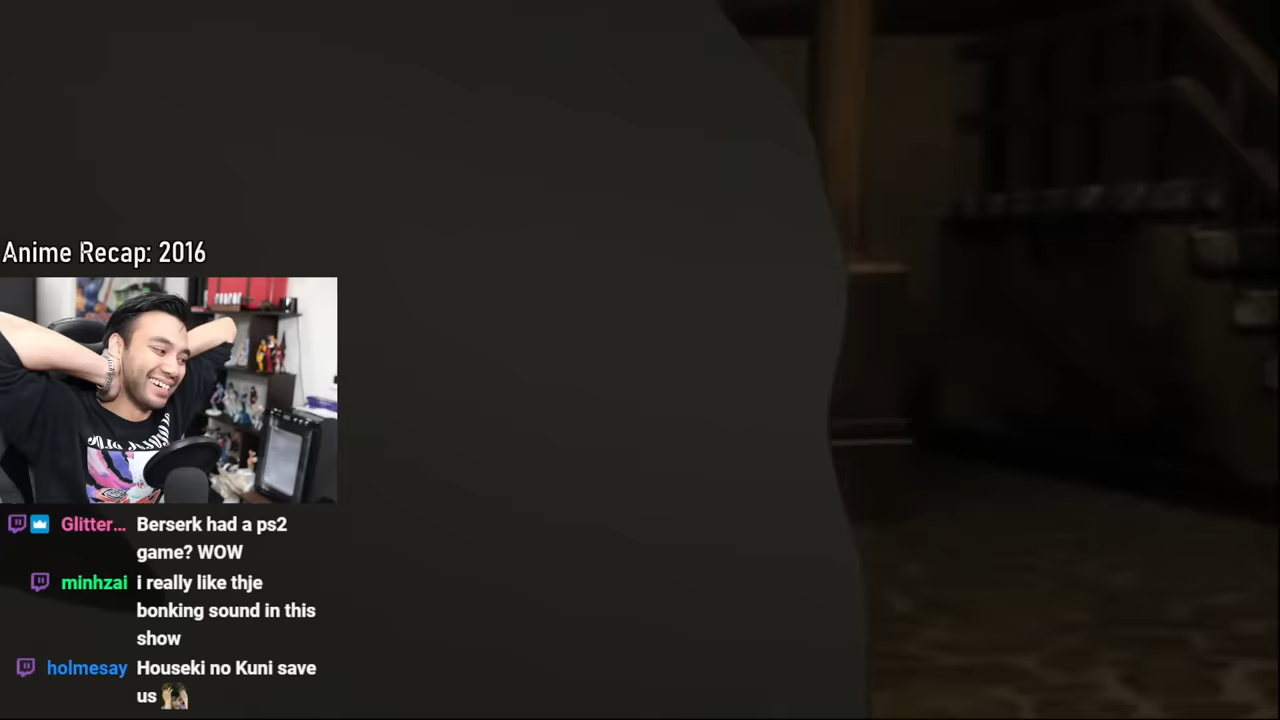 Anime Recap: 2016
Glitter... Berserk had a ps2
game? WOW
minhzai i really like thje
bonking sound in this
show
holmesay Houseki no Kuni save
us